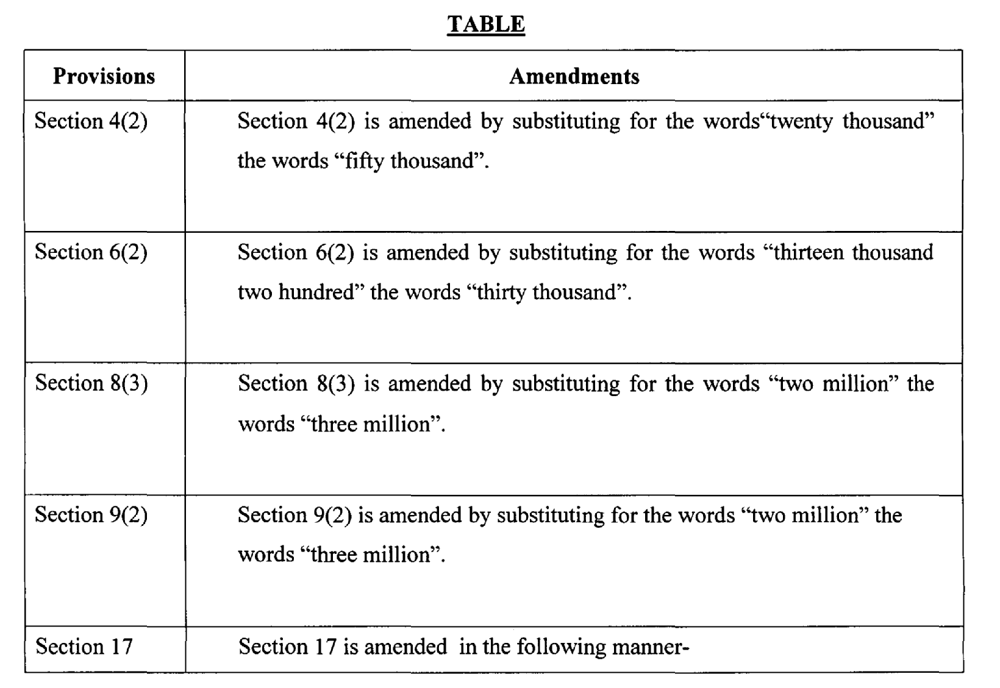 TABLE
Provisions
Amendments
Section 4(2)
Section 4(2) is amended by substituting for the words“twenty thousand”
the words “fifty thousand”.
Section 6(2)
Section 6(2) is amended by substituting for the words “thirteen thousand
two hundred” the words “thirty thousand”.
Section 8(3)
Section 8(3) is amended by substituting for the words “two million” the
words “three million”.
Section 9(2)
Section 9(2) is amended by substituting for the words “two million” the
words “three million”.
Section 17
Section 17 is amended in the following manner-